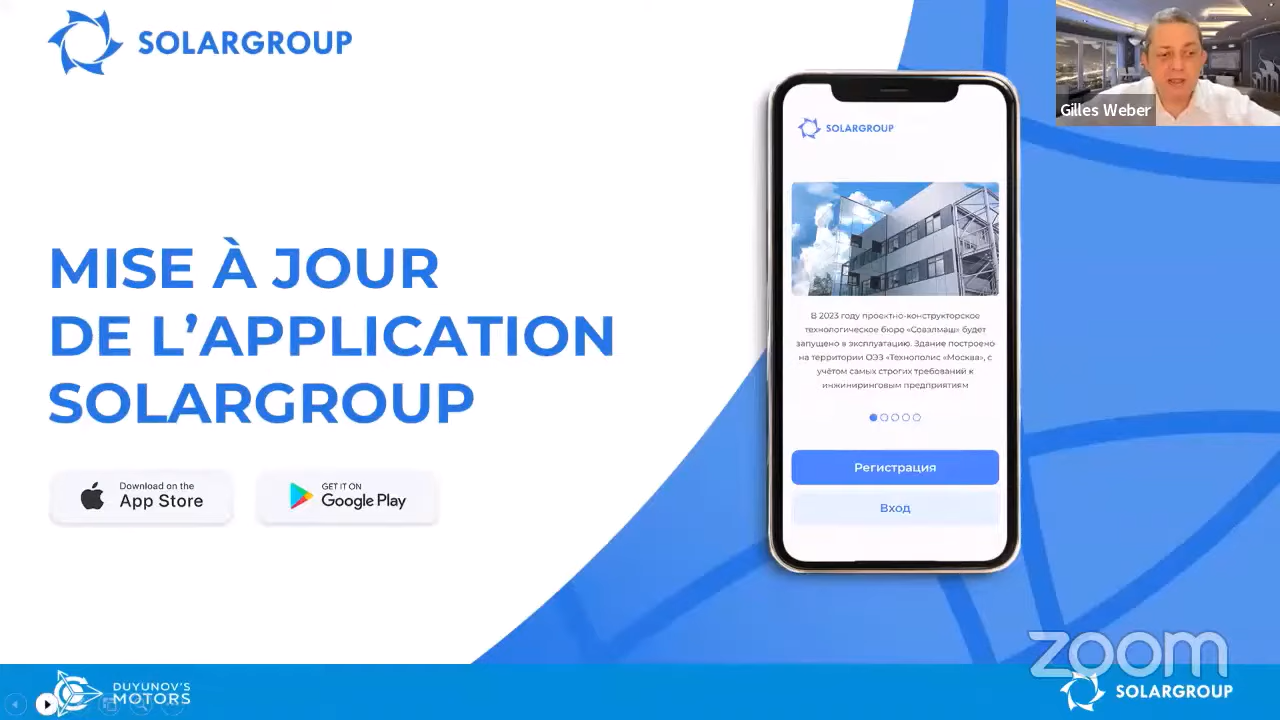 SOLARGROUP
Gilles Weber
SOLARGROUP
MISE À JOUR
DE L’APPLICATION
SOLARGROUP
Download on the
App Store
GET IT ON
Google Play
В 2023 году проектно-конструкторское
технологическое бюро «Совэлмаш» будет
запущено в эксплуатацию. Здание построено
на территории ОЭЗ «Технополис «Москва», с
учётом самых строгих требований к
инжиниринговым предприятиям
Регистрация
Вход
zoom
DUYUNOV'S
MOTORS
SOLARGROUP